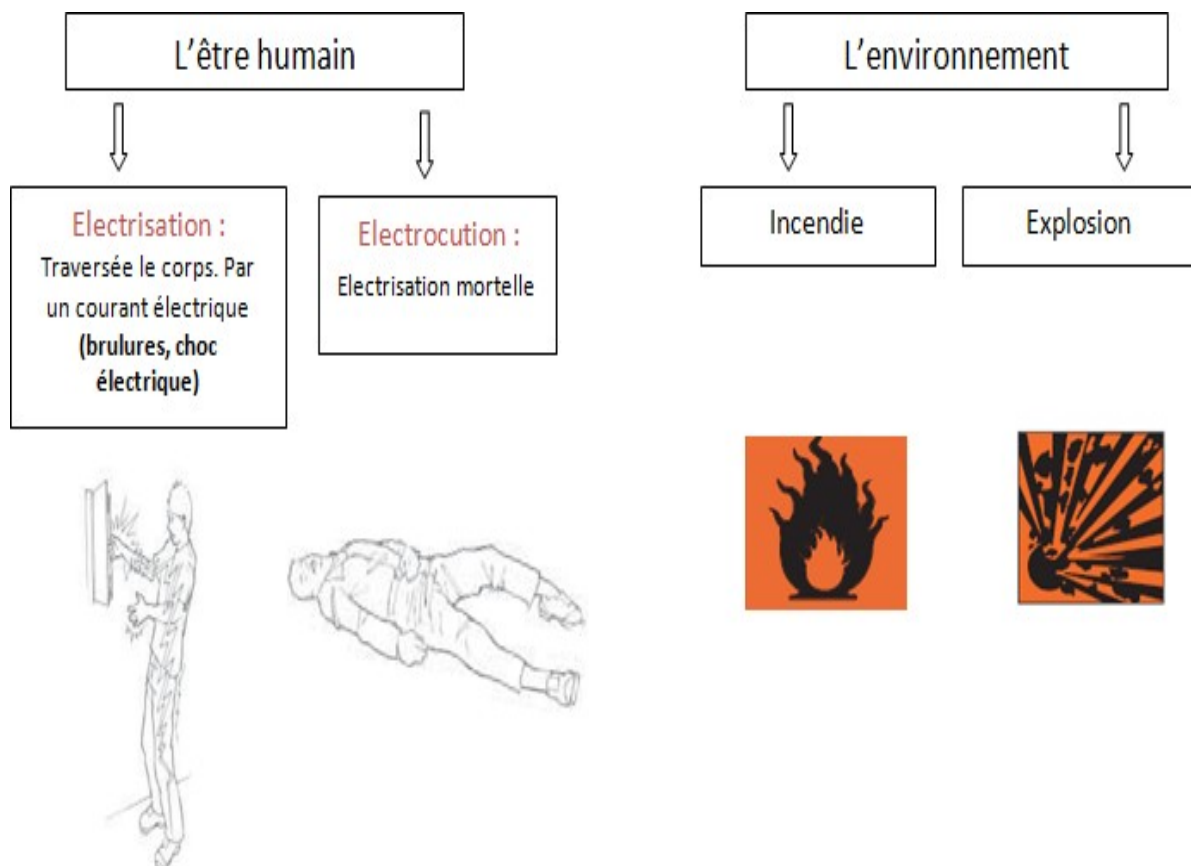 L'être humain
Electrisation :
Traversée le corps. Par
un courant électrique
(brulures, choc
électrique)
Electrocution :
Electrisation mortelle
L'environnement
Incendie
Explosion